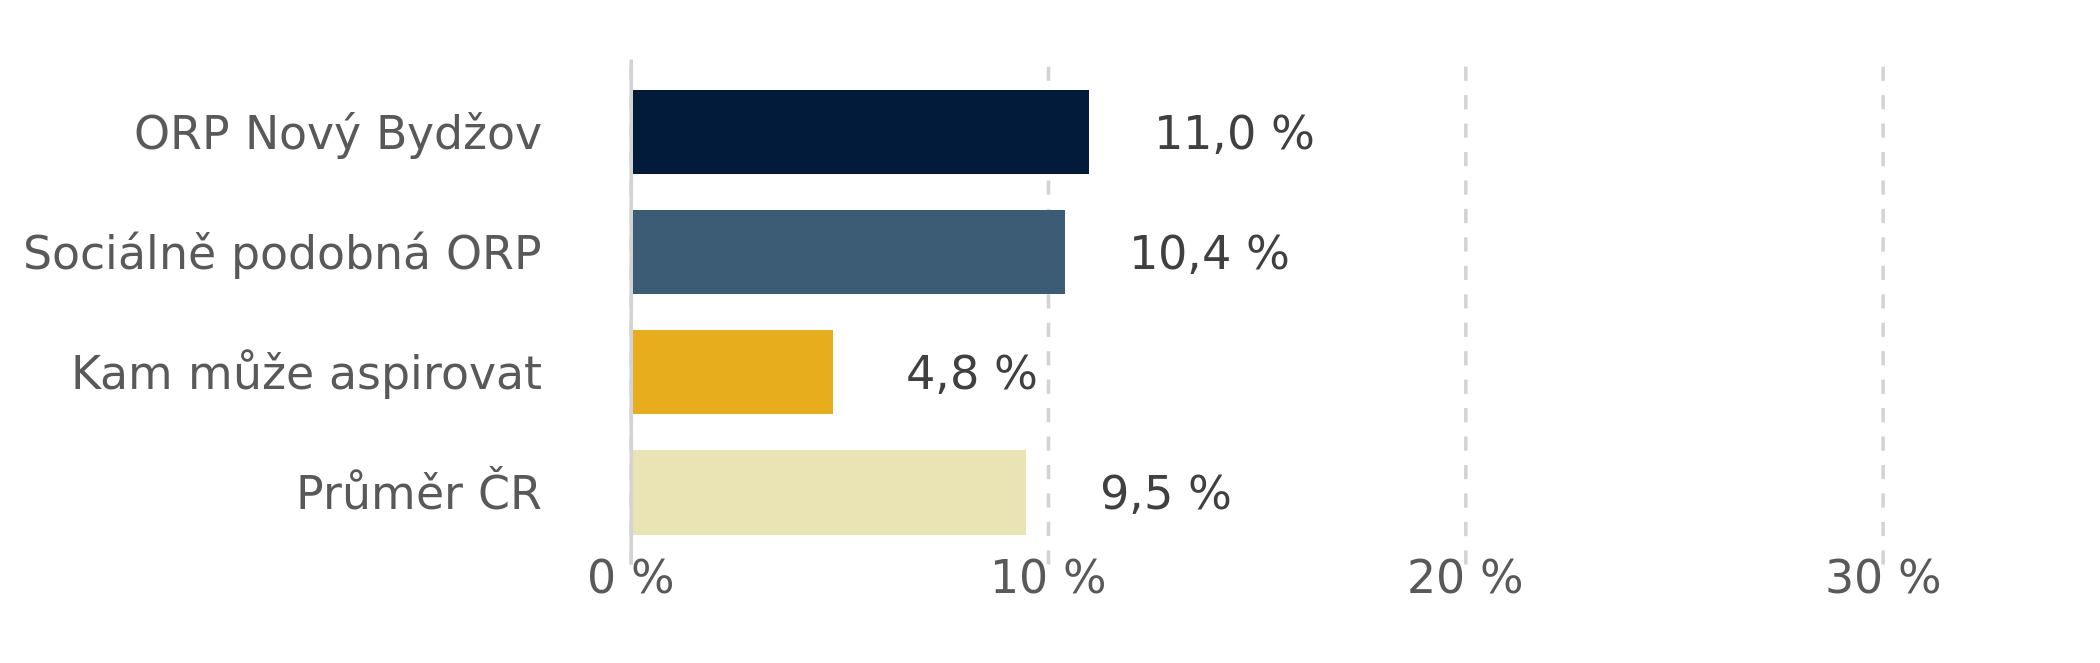 ORP Nový Bydžov 11,0 %
Sociálně podobná ORP 10,4 %
Kam může aspirovat 4,8 %
Průměr ČR 9,5 %
0 % 10 % 20 % 30 %